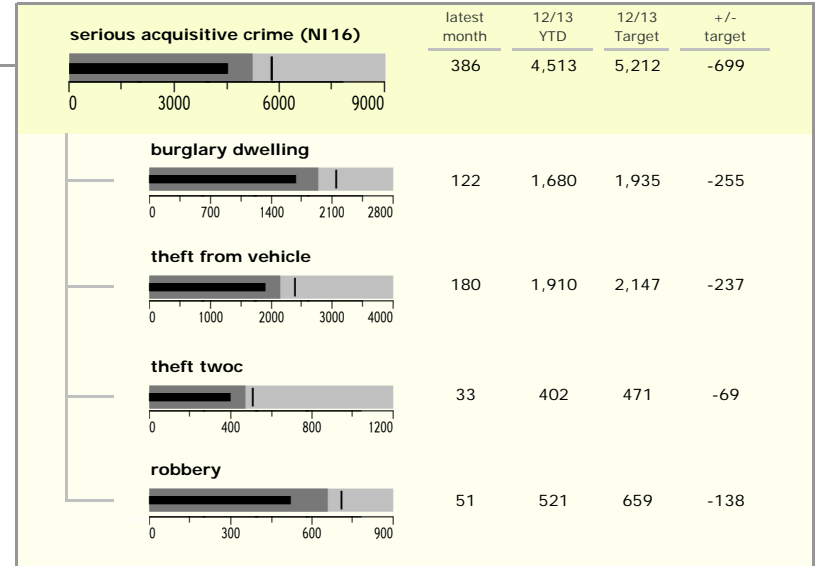 latest 12/13 12/13 +/-
month YTD Target target
serious acquisitive crime (NI16)
386 4,513 5,212 -699
0 3000 6000 9000
burglary dwelling
122 1,680 1,935 -255
0 700 1400 2100 2800
theft from vehicle
180 1,910 2,147 -237
0 1000 2000 3000 4000
theft twoc
33 402 471 -69
0 400 800 1200
robbery
51 521 659 -138
0 300 600 900